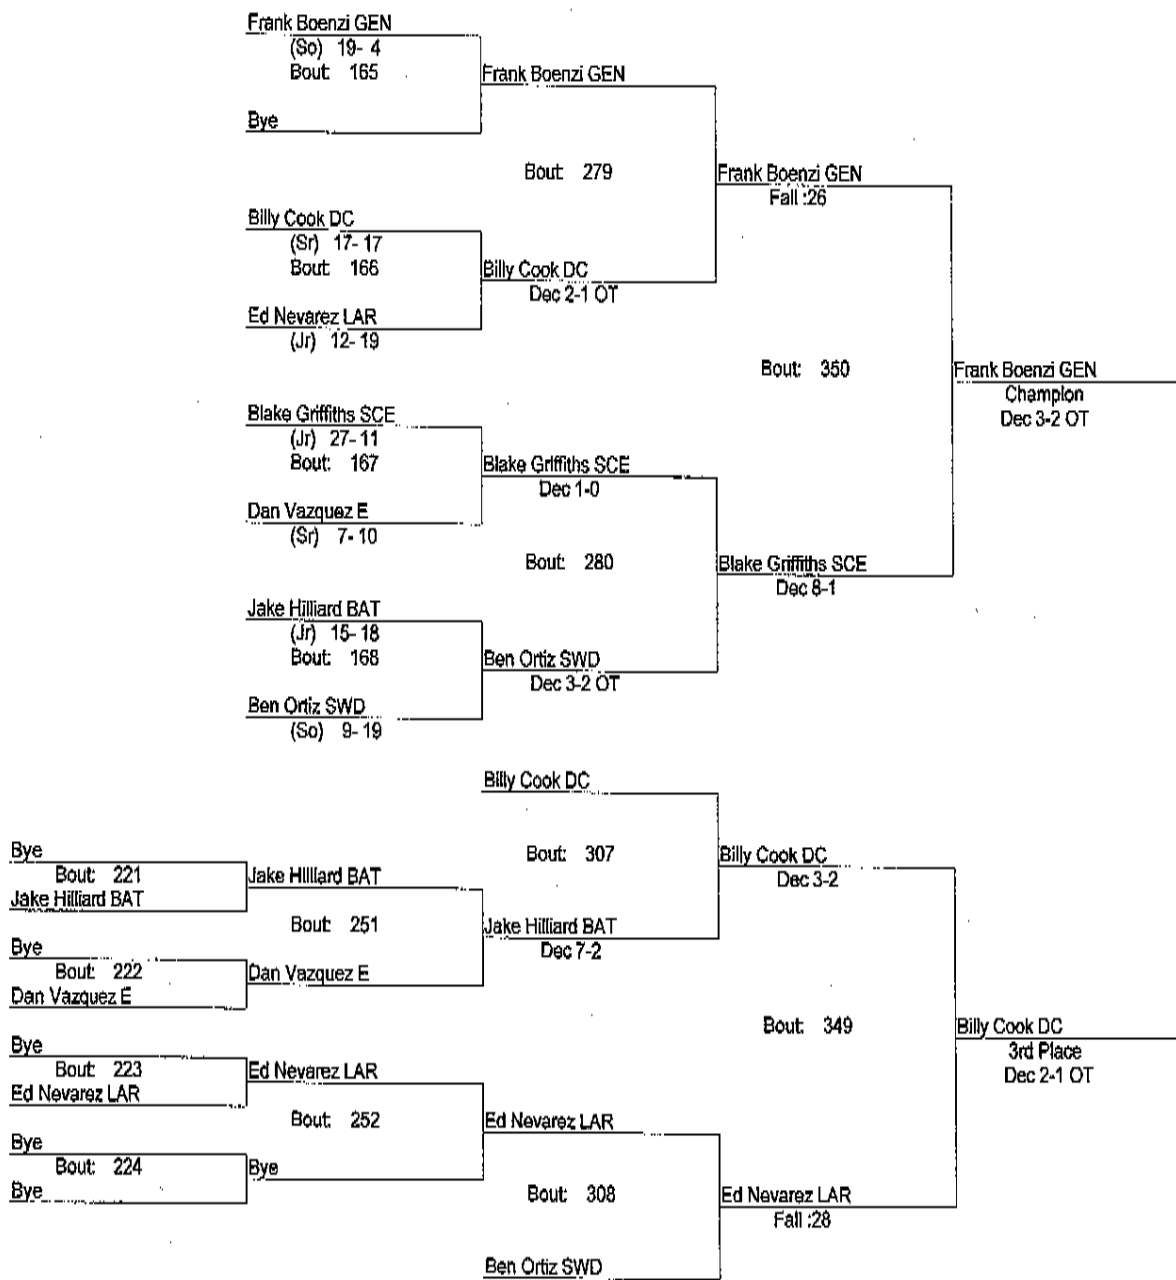 Frank Boenzi GEN
(So) 19- 4
Bout: 165
Frank Boenzi GEN
Bye
Bout: 279
Frank Boenzi GEN
Fall :26
Billy Cook DC
(Sr) 17- 17
Bout: 166
Billy Cook DC
Dec 2-1 OT
Ed Nevarez LAR
(Jr) 12- 19
Bout: 350
Frank Boenzi GEN
Champion
Dec 3-2 OT
Blake Griffiths SCE
(Jr) 27- 11
Bout: 167
Blake Griffiths SCE
Dec 1-0
Dan Vazquez E
(Sr) 7- 10
Bout: 280
Blake Griffiths SCE
Dec 8-1
Jake Hilliard BAT
(Jr) 15- 18
Bout: 168
Ben Ortiz SWD
Dec 3-2 OT
Ben Ortiz SWD
(So) 9- 19
Billy Cook DC
Bout: 307
Billy Cook DC
Dec 3-2
Bye
Bout: 221
Jake Hilliard BAT
Jake Hilliard BAT
Bout: 251
Jake Hilliard BAT
Dec 7-2
Bye
Bout: 222
Dan Vazquez E
Dan Vazquez E
Bout: 349
Billy Cook DC
3rd Place
Dec 2-1 OT
Bye
Bout: 223
Ed Nevarez LAR
Ed Nevarez LAR
Bout: 252
Ed Nevarez LAR
Bye
Bout: 224
Bye
Bye
Bout: 308
Ed Nevarez LAR
Fall :28
Ben Ortiz SWD